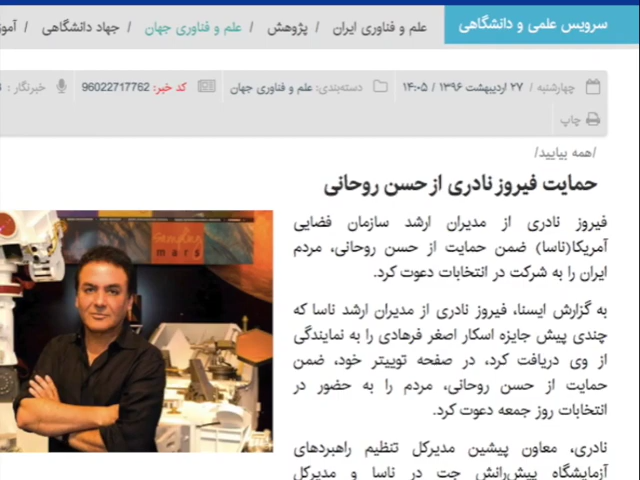 سرویس علمی و دانشگاهی
علم و فناوری ایران / پژوهش / علم و فناوری جهان / جهاد دانشگاهی /
چهارشنبه / ۲۷ اردیبهشت ۱۳۹۶ / ۱۴:۰۵
دسته‌بندی: علم و فناوری جهان
کد خبر: 96022717762
خبرنگار :
چاپ
/همه بیایید/
حمایت فیروز نادری از حسن روحانی
فیروز نادری از مدیران ارشد سازمان فضایی
آمریکا(ناسا) ضمن حمایت از حسن روحانی، مردم
ایران را به شرکت در انتخابات دعوت کرد.
به گزارش ایسنا، فیروز نادری از مدیران ارشد ناسا که
چندی پیش جایزه اسکار اصغر فرهادی را به نمایندگی
از وی دریافت کرد، در صفحه توییتر خود، ضمن
حمایت از حسن روحانی، مردم را به حضور در
انتخابات روز جمعه دعوت کرد.
نادری، معاون پیشین مدیرکل تنظیم راهبردهای
آزمایشگاه پیش‌رانش جت در ناسا و مدیرکل
mars